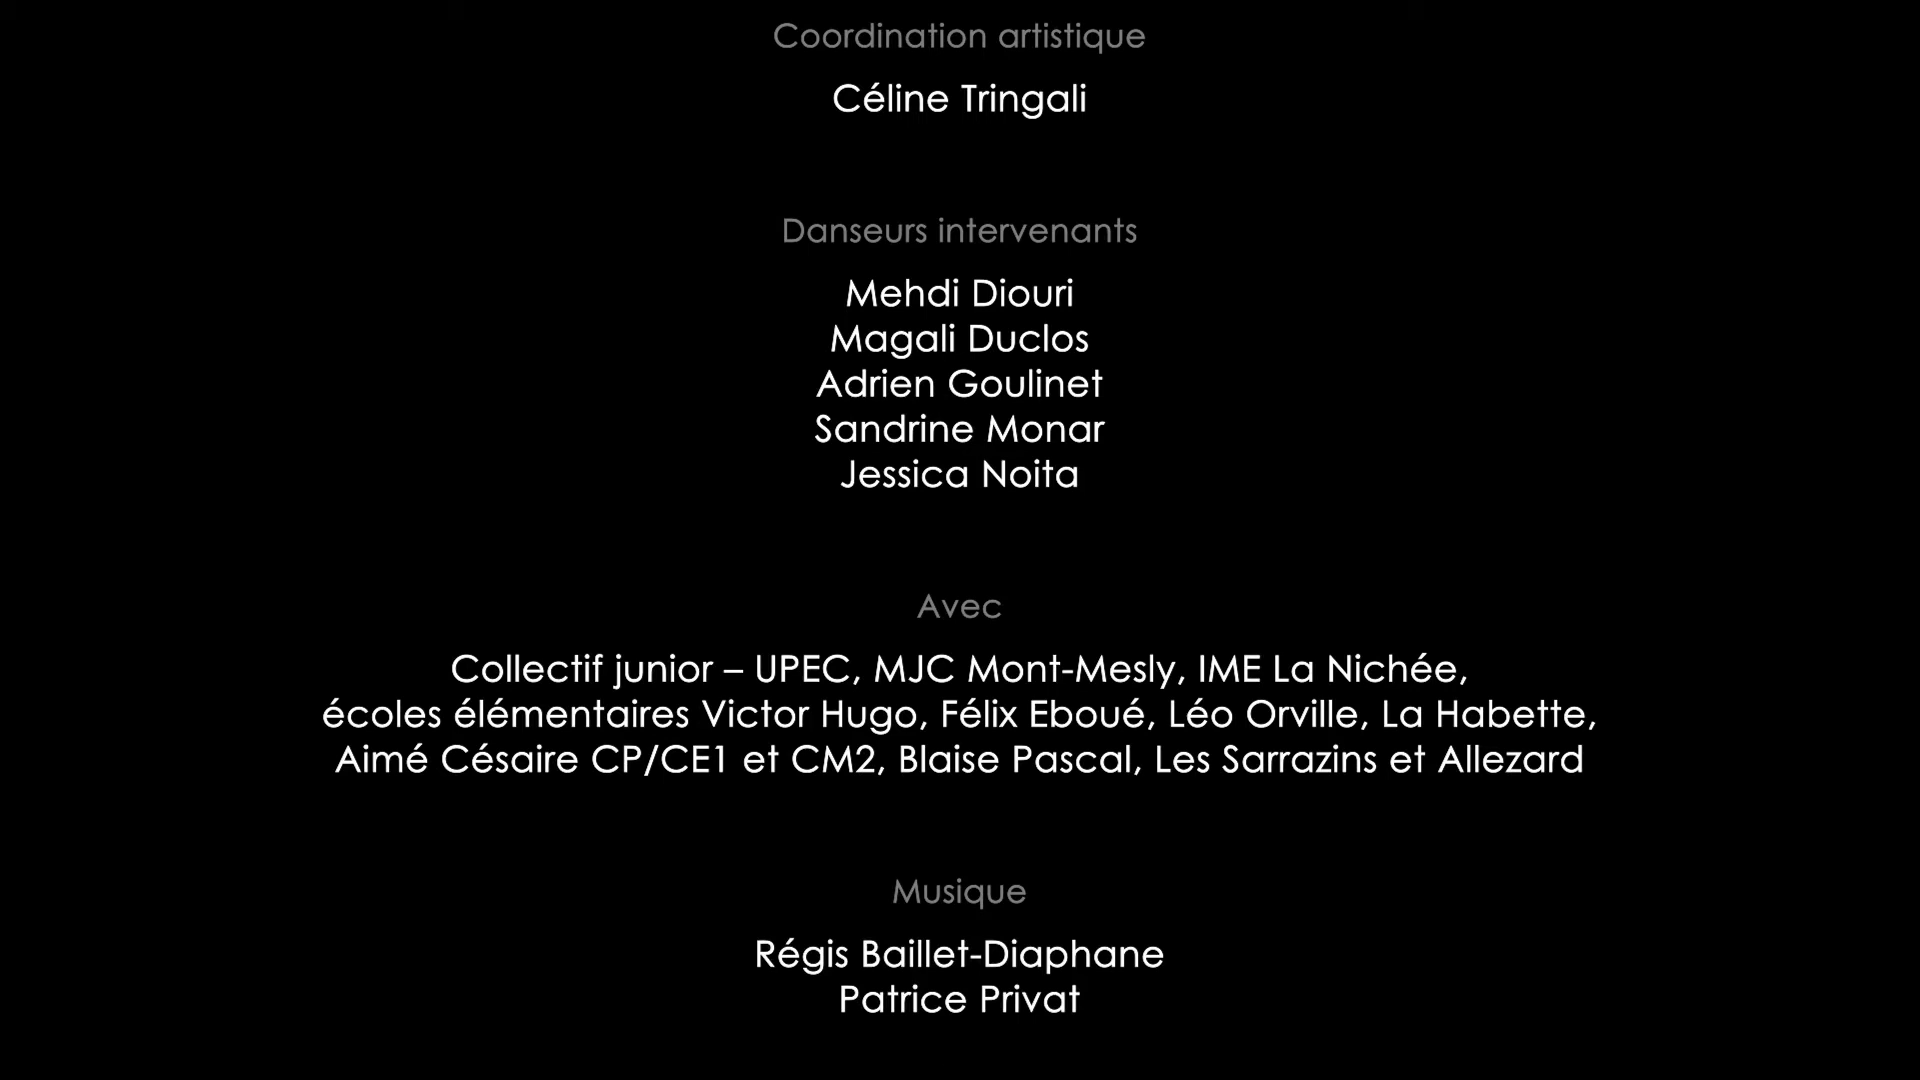 Coordination artistique
Céline Tringali
Danseurs intervenants
Mehdi Diouri
Magali Duclos
Adrien Goulinet
Sandrine Monar
Jessica Noita
Avec
Collectif junior – UPEC, MJC Mont-Mesly, IME La Nichée,
écoles élémentaires Victor Hugo, Félix Eboué, Léo Orville, La Habette,
Aimé Césaire CP/CE1 et CM2, Blaise Pascal, Les Sarrazins et Allezard
Musique
Régis Baillet-Diaphane
Patrice Privat